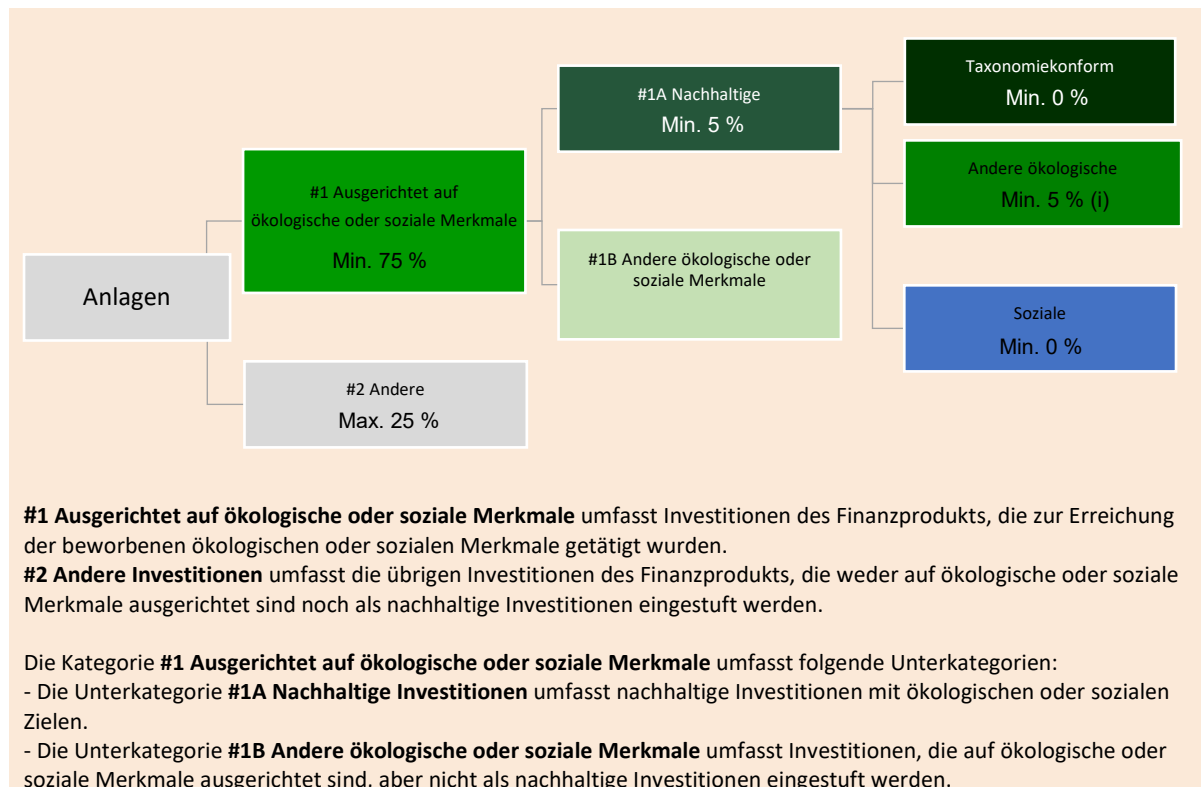 Taxonomiekonform
Min. 0 %
#1A Nachhaltige
Min. 5 %
Andere ökologische
Min. 5 % (i)
#1 Ausgerichtet auf
ökologische oder soziale Merkmale
Min. 75 %
#1B Andere ökologische oder
soziale Merkmale
Anlagen
Soziale
Min. 0 %
#2 Andere
Max. 25 %
#1 Ausgerichtet auf ökologische oder soziale Merkmale umfasst Investitionen des Finanzprodukts, die zur Erreichung
der beworbenen ökologischen oder sozialen Merkmale getätigt wurden.
#2 Andere Investitionen umfasst die übrigen Investitionen des Finanzprodukts, die weder auf ökologische oder soziale
Merkmale ausgerichtet sind noch als nachhaltige Investitionen eingestuft werden.
Die Kategorie #1 Ausgerichtet auf ökologische oder soziale Merkmale umfasst folgende Unterkategorien:
- Die Unterkategorie #1A Nachhaltige Investitionen umfasst nachhaltige Investitionen mit ökologischen oder sozialen
Zielen.
- Die Unterkategorie #1B Andere ökologische oder soziale Merkmale umfasst Investitionen, die auf ökologische oder
soziale Merkmale ausgerichtet sind, aber nicht als nachhaltige Investitionen eingestuft werden.